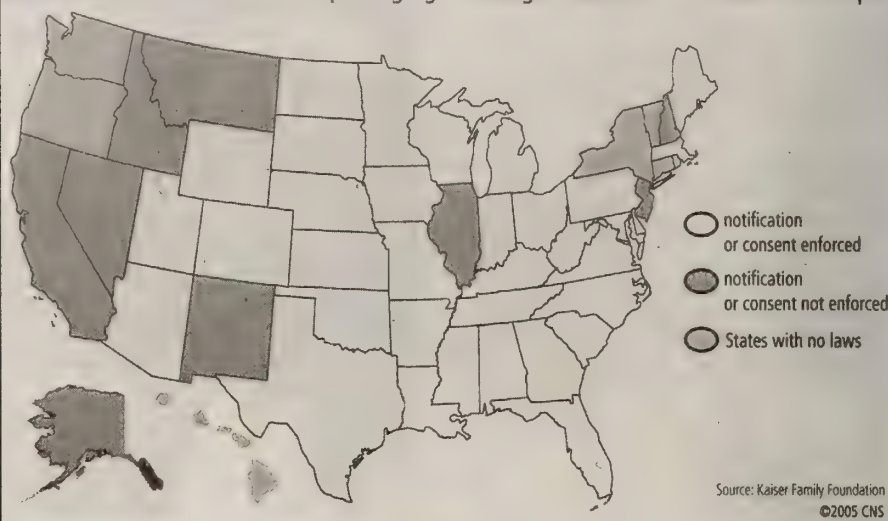 notification
or consent enforced
notification
or consent not enforced
States with no laws
Source: Kaiser Family Foundation
©2005 CNS